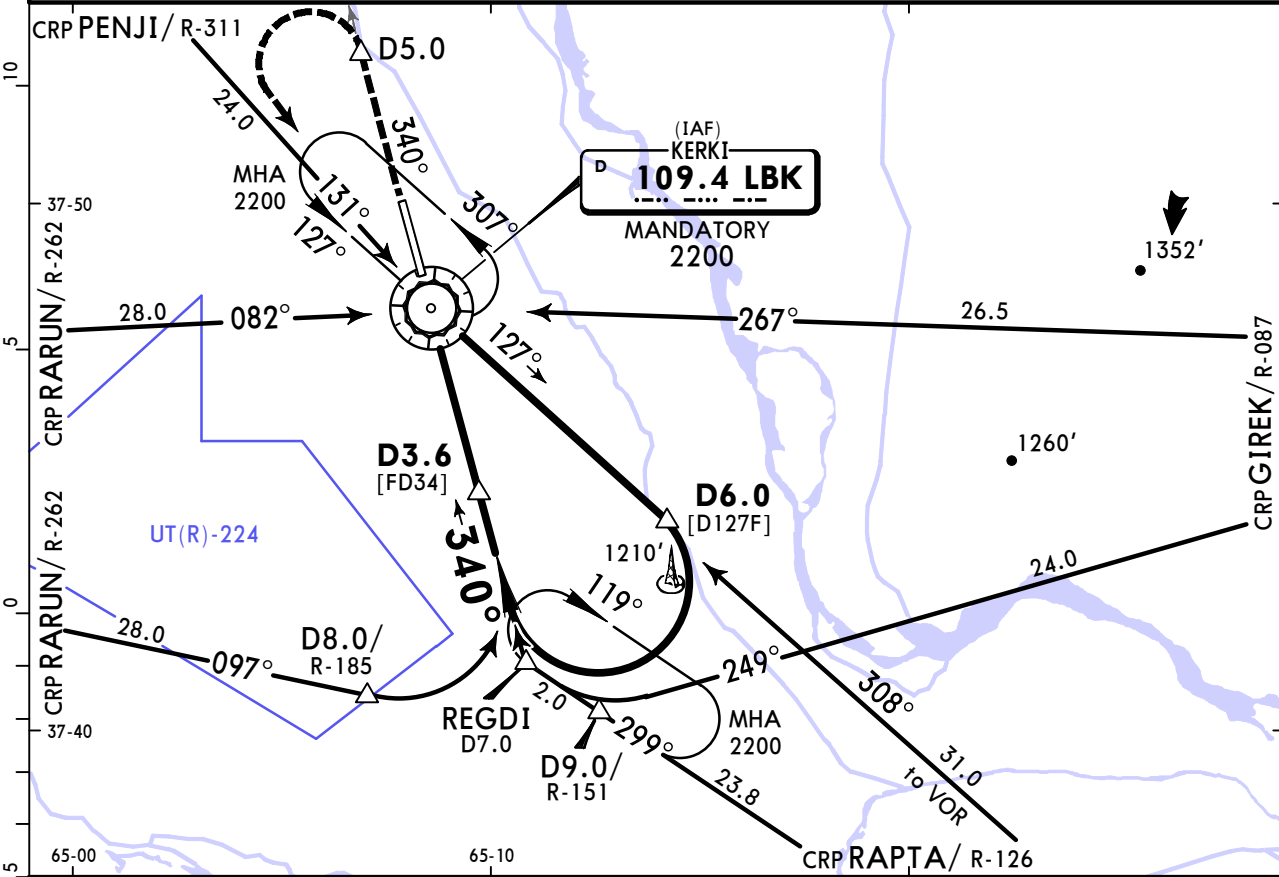 CRP PENJI/ R-311
D5.0
10
24.0
340°
(IAF)
KERKI
D 109.4 LBK
MANDATORY
2200
MHA
2200
131°
127°
307°
37-50
1352'
CRP RARUN/ R-262
28.0
082°
267°
26.5
5
127°
CRP GIREK/ R-087
D3.6
[FD34]
1260'
D6.0
[D127F]
UT(R)-224
1210'
340°
119°
24.0
0
CRP RARUN/ R-262
28.0
097°
D8.0/
R-185
249°
308°
REGDI
D7.0
2.0
MHA
2200
37-40
299°
D9.0/
R-151
23.8
31.0
to VOR
65-00
65-10
CRP RAPTA/ R-126
5